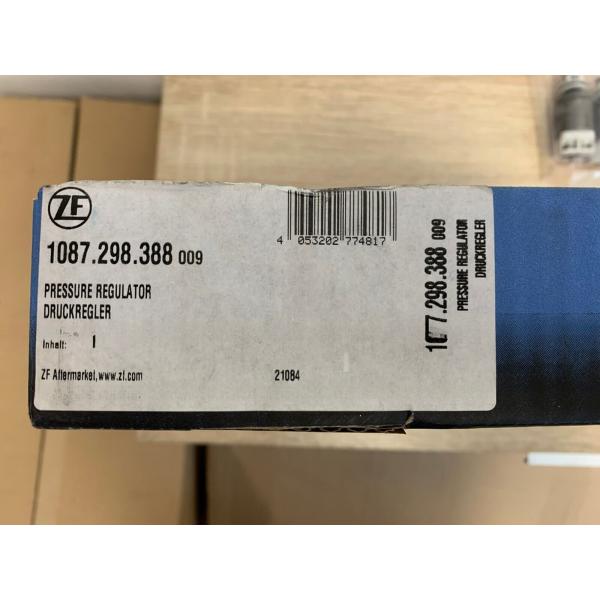 ZF
4 053202 774817
1087.298.388 009
PRESSURE REGULATOR
DRUCKREGLER
Inhalt: 1
ZF Aftermarket,www.zf.com
21084
1087.298.388 009
PRESSURE REGULATOR
DRUCKREGLER